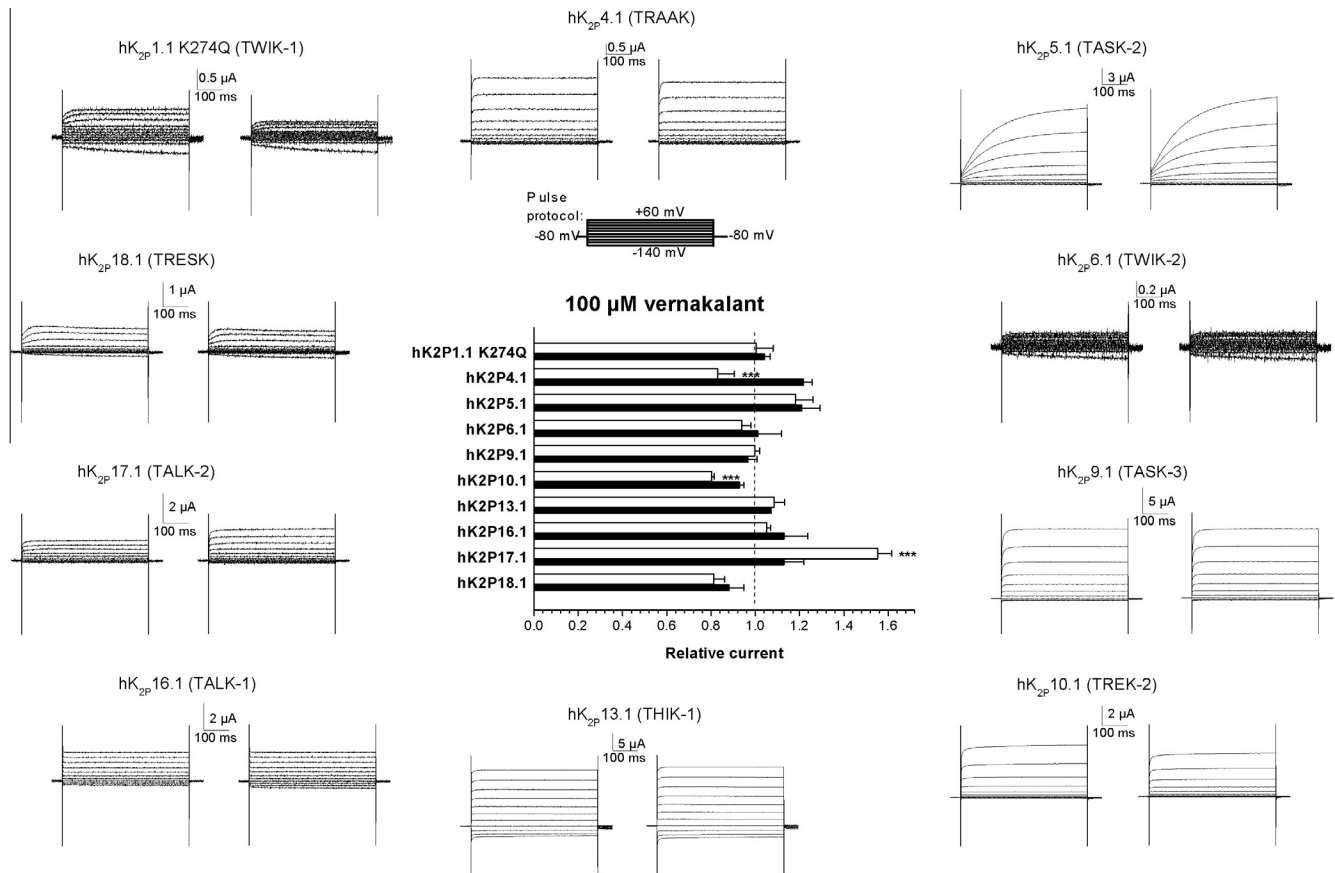 hK2P4.1 (TRAAK)
0.5 µA
100 ms
hK2P1.1 K274Q (TWIK-1)
0.5 µA
100 ms
hK2P5.1 (TASK-2)
3 µA
100 ms
Pulse
protocol:
+60 mV
-80 mV
-80 mV
-140 mV
hK2P18.1 (TRESK)
1 µA
100 ms
hK2P6.1 (TWIK-2)
0.2 µA
100 ms
100 µM vernakalant
hK2P1.1 K274Q
hK2P4.1
***
hK2P5.1
hK2P6.1
hK2P9.1
hK2P10.1
***
hK2P13.1
hK2P16.1
hK2P17.1
***
hK2P18.1
0.0 0.2 0.4 0.6 0.8 1.0 1.2 1.4 1.6
Relative current
hK2P17.1 (TALK-2)
2 µA
100 ms
hK2P9.1 (TASK-3)
5 µA
100 ms
hK2P16.1 (TALK-1)
2 µA
100 ms
hK2P13.1 (THIK-1)
5 µA
100 ms
hK2P10.1 (TREK-2)
2 µA
100 ms